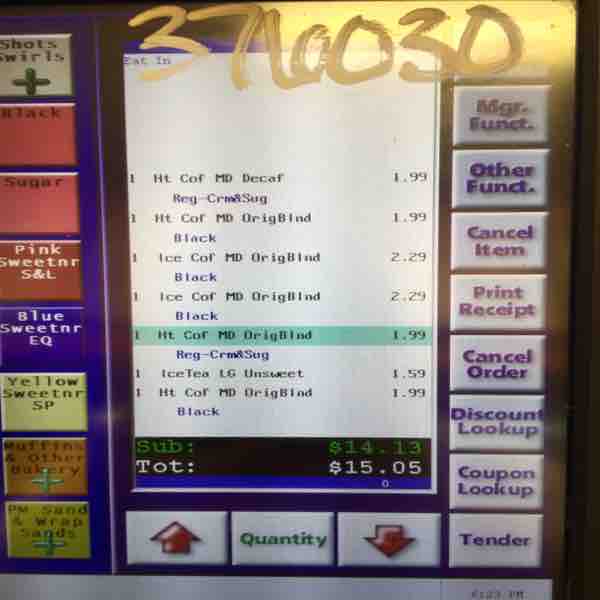 376030
Shots
Swirls
Black
Sugar
Pink
Sweetnr
S&L
Blue
Sweetnr
EQ
Yellow
Sweetnr
SP
Muffins
& Other
Bakery
PM Sand
& Wrap
Sands
Eat In
1 Ht Cof MD Decaf 1.99
Reg-Crm&Sug
1 Ht Cof MD OrigBlnd 1.99
Black
1 Ice Cof MD OrigBlnd 2.29
Black
1 Ice Cof MD OrigBlnd 2.29
Black
1 Ht Cof MD OrigBlnd 1.99
Reg-Crm&Sug
1 IceTea LG Unsweet 1.59
1 Ht Cof MD OrigBlnd 1.99
Black
Sub: $14.13
Tot: $15.05
0
Quantity
Mgr.
Funct.
Other
Funct.
Cancel
Item
Print
Receipt
Cancel
Order
Discount
Lookup
Coupon
Lookup
Tender
6:23 PM